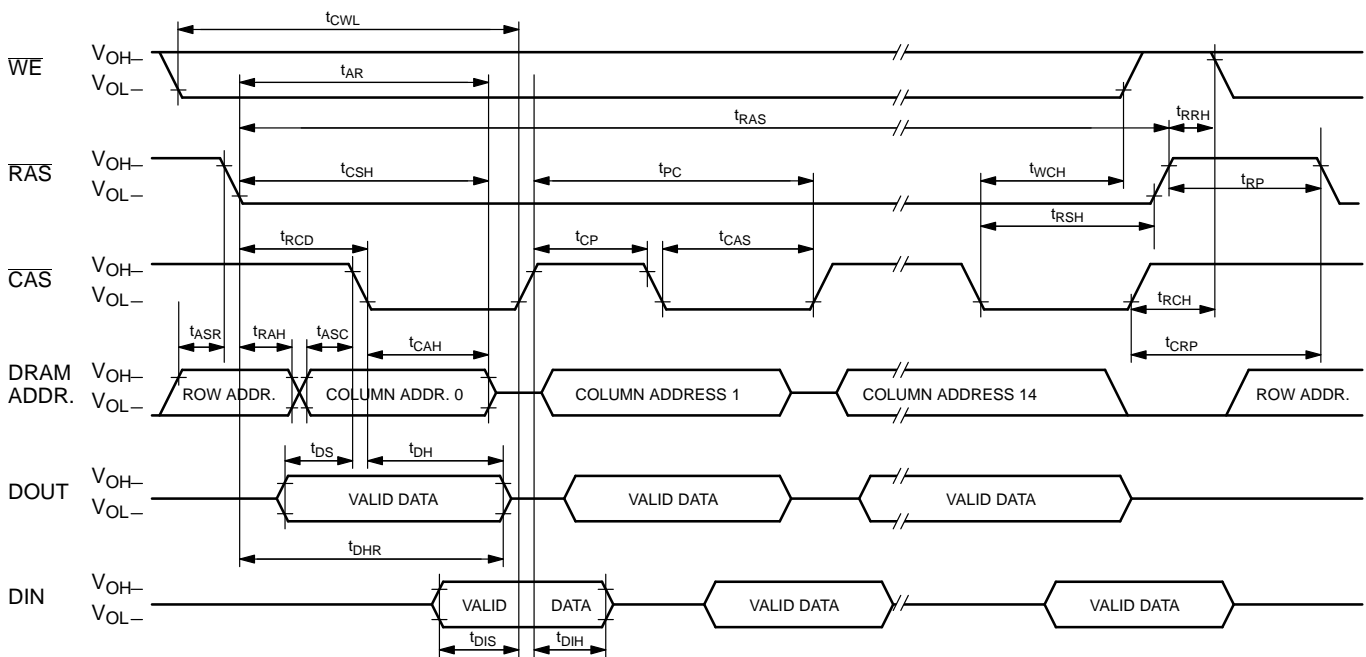 tCWL
WE VOH–
VOL–
tAR
tRAS tRRH
RAS VOH–
VOL–
tCSH tPC tWCH tRP
tRSH
tRCD tCP tCAS
CAS VOH–
VOL–
tRCH
tASR tRAH tASC tCAH tCRP
DRAM ADDR. VOH–
VOL–
ROW ADDR. COLUMN ADDR. 0 COLUMN ADDRESS 1 COLUMN ADDRESS 14 ROW ADDR.
tDS tDH
DOUT VOH–
VOL–
VALID DATA VALID DATA VALID DATA
tDHR
DIN VOH–
VOL–
VALID DATA VALID DATA VALID DATA
tDIS tDIH